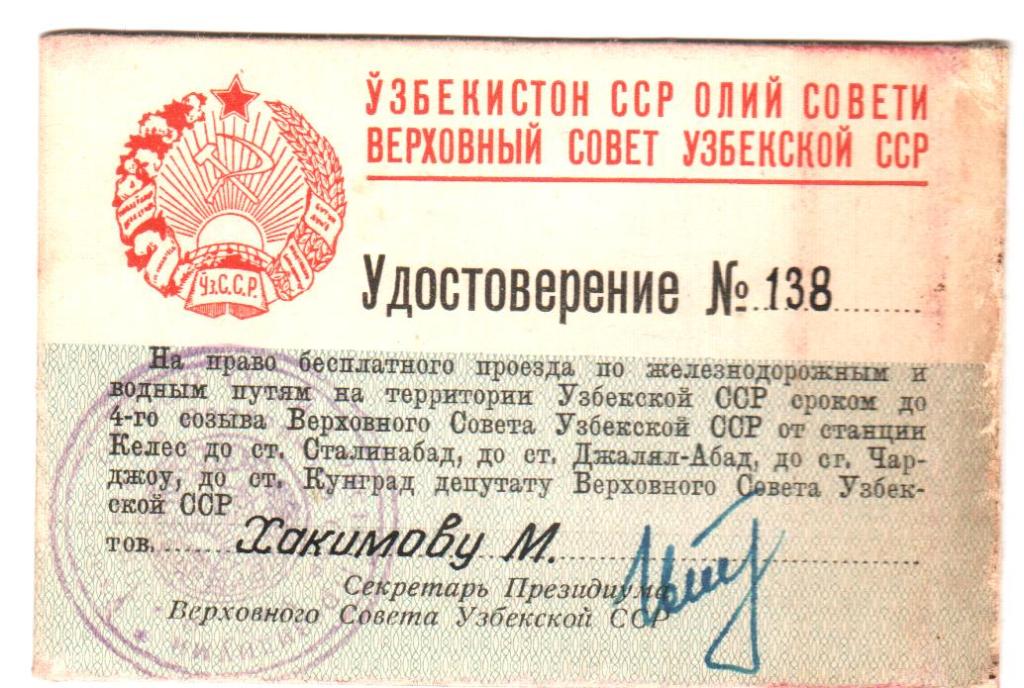 ЎЗБЕКИСТОН ССР ОЛИЙ СОВЕТИ
ВЕРХОВНЫЙ СОВЕТ УЗБЕКСКОЙ ССР
Ўз.С.С.Р.
Удостоверение № 138
На право бесплатного проезда по железнодорожным и
водным путям на территории Узбекской ССР сроком до
4-го созыва Верховного Совета Узбекской ССР от станции
Келес до ст. Сталинабад, до ст. Джалял-Абад, до ст. Чар-
джоу, до ст. Кунград депутату Верховного Совета Узбек-
ской ССР
тов. Хакимову М.
Секретарь Президиума
Верховного Совета Узбекской ССР